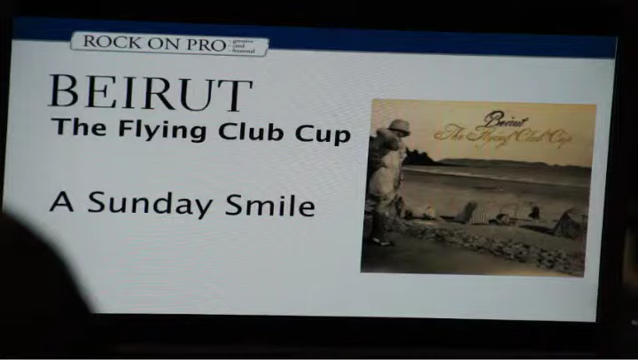 ROCK ON PRO
BEIRUT
The Flying Club Cup
A Sunday Smile
Beirut
The Flying Club Cup